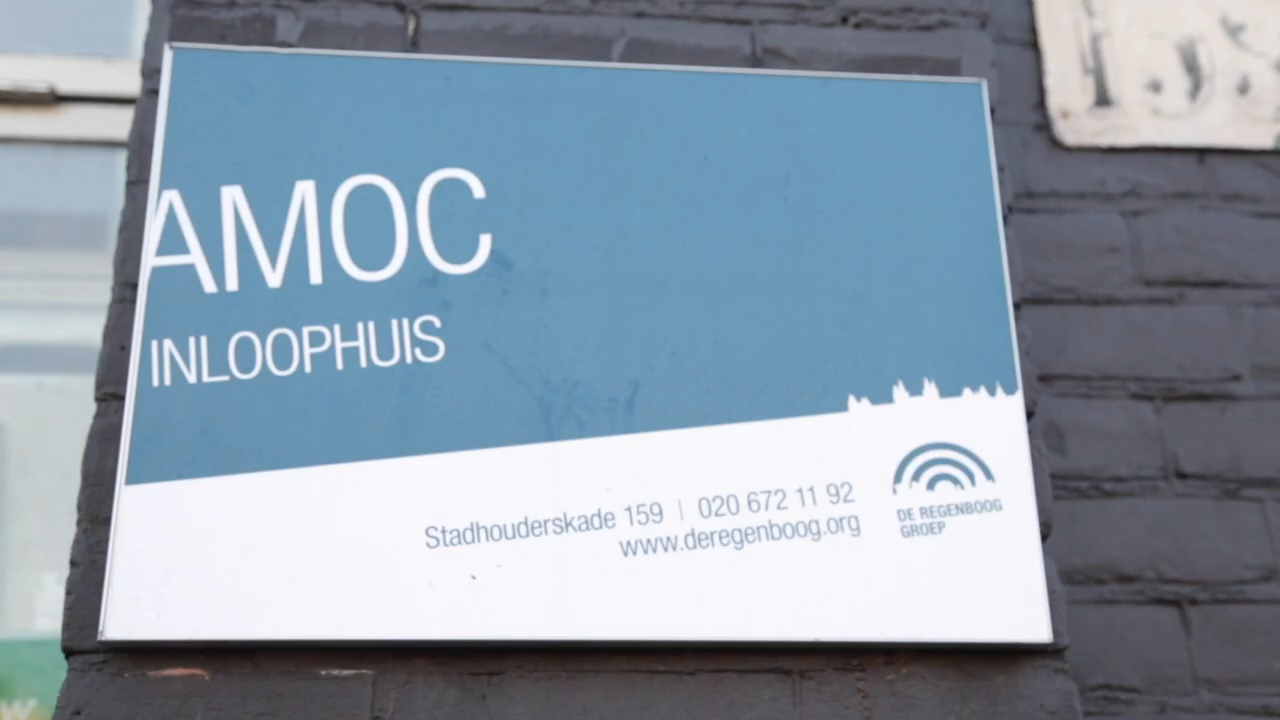 AMOC
INLOOPHUIS
Stadhouderskade 159 | 020 672 11 92
www.deregenboog.org
DE REGENBOOG
GROEP